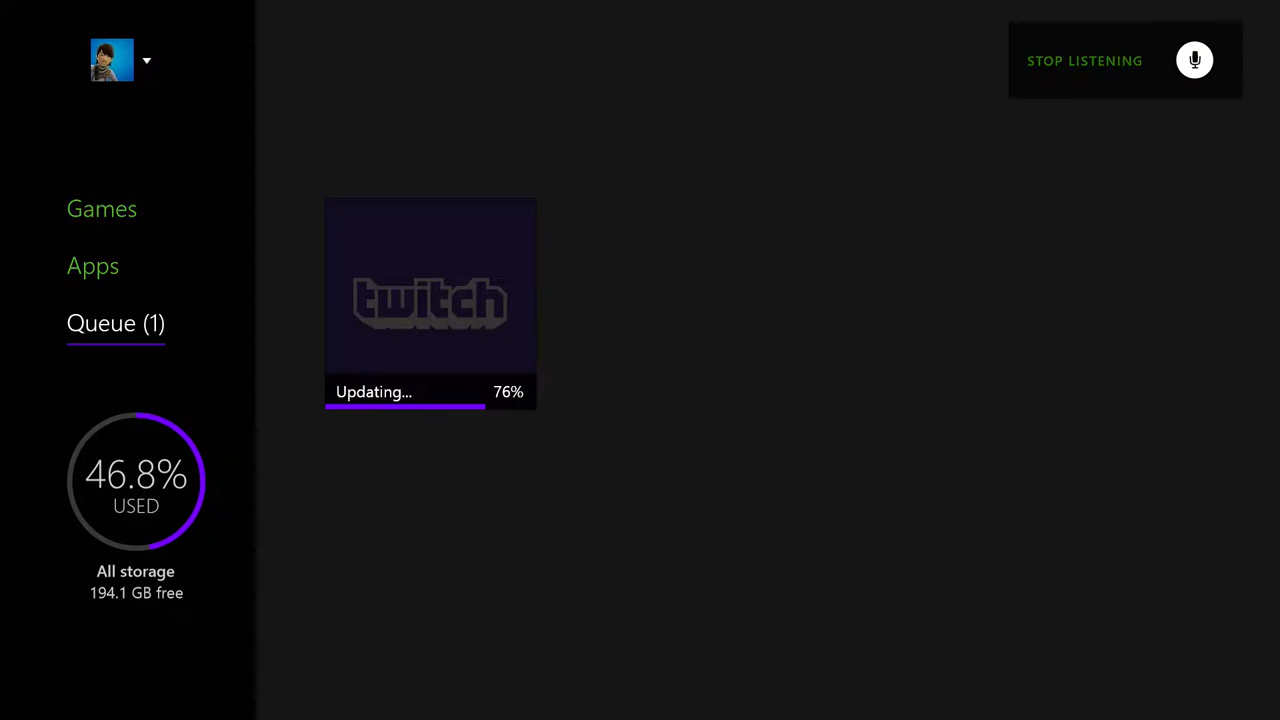 STOP LISTENING
Games
Apps
Queue (1)
twitch
Updating... 76%
46.8%
USED
All storage
194.1 GB free